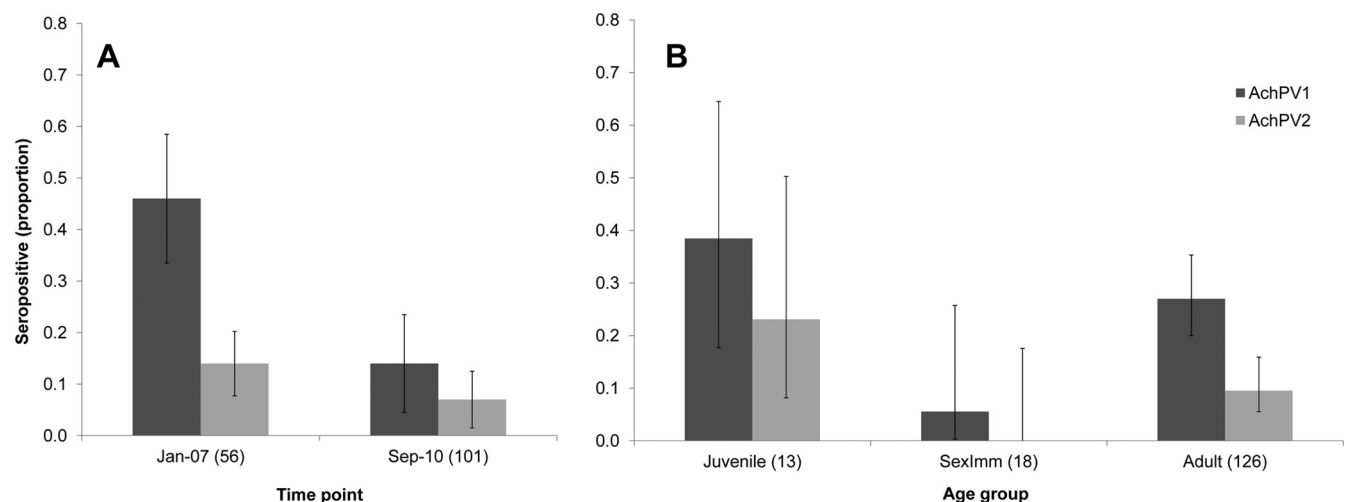 A
Seropositive (proportion)
0.8
0.7
0.6
0.5
0.4
0.3
0.2
0.1
0.0
Jan-07 (56)
Sep-10 (101)
Time point
B
0.8
0.7
0.6
0.5
0.4
0.3
0.2
0.1
0.0
Juvenile (13)
SexImm (18)
Adult (126)
Age group
AchPV1
AchPV2